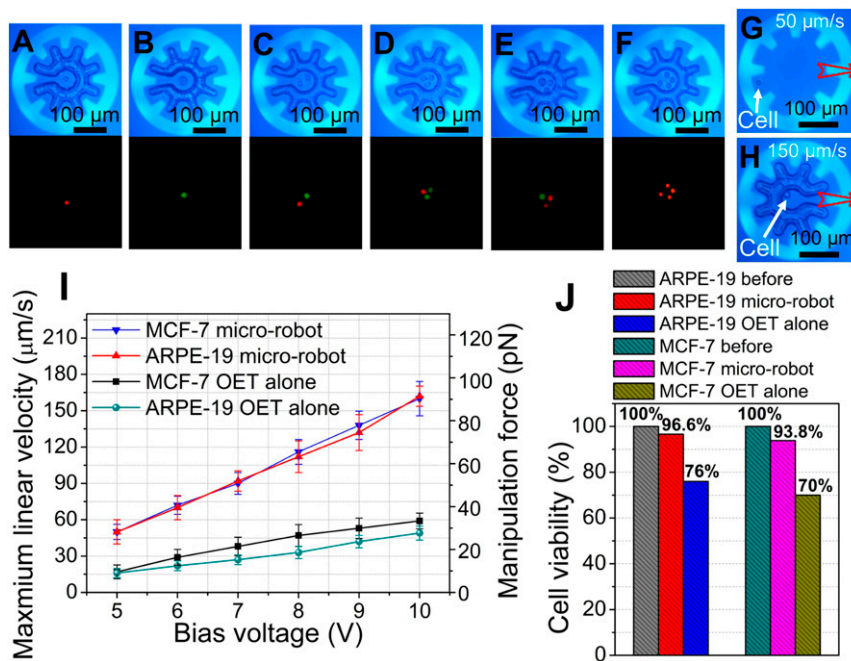 A
B
C
D
E
F
G
50 µm/s
100 µm
100 µm
100 µm
100 µm
100 µm
100 µm
Cell
100 µm
H
150 µm/s
Cell
100 µm
I
Maxmium linear velocity (µm/s)
210
180
150
120
90
60
30
0
MCF-7 micro-robot
ARPE-19 micro-robot
MCF-7 OET alone
ARPE-19 OET alone
120
100
80
60
40
20
0
Manipulation force (pN)
5
6
7
8
9
10
Bias voltage (V)
J
ARPE-19 before
ARPE-19 micro-robot
ARPE-19 OET alone
MCF-7 before
MCF-7 micro-robot
MCF-7 OET alone
Cell viability (%)
100
80
60
40
20
0
100%
96.6%
76%
100%
93.8%
70%